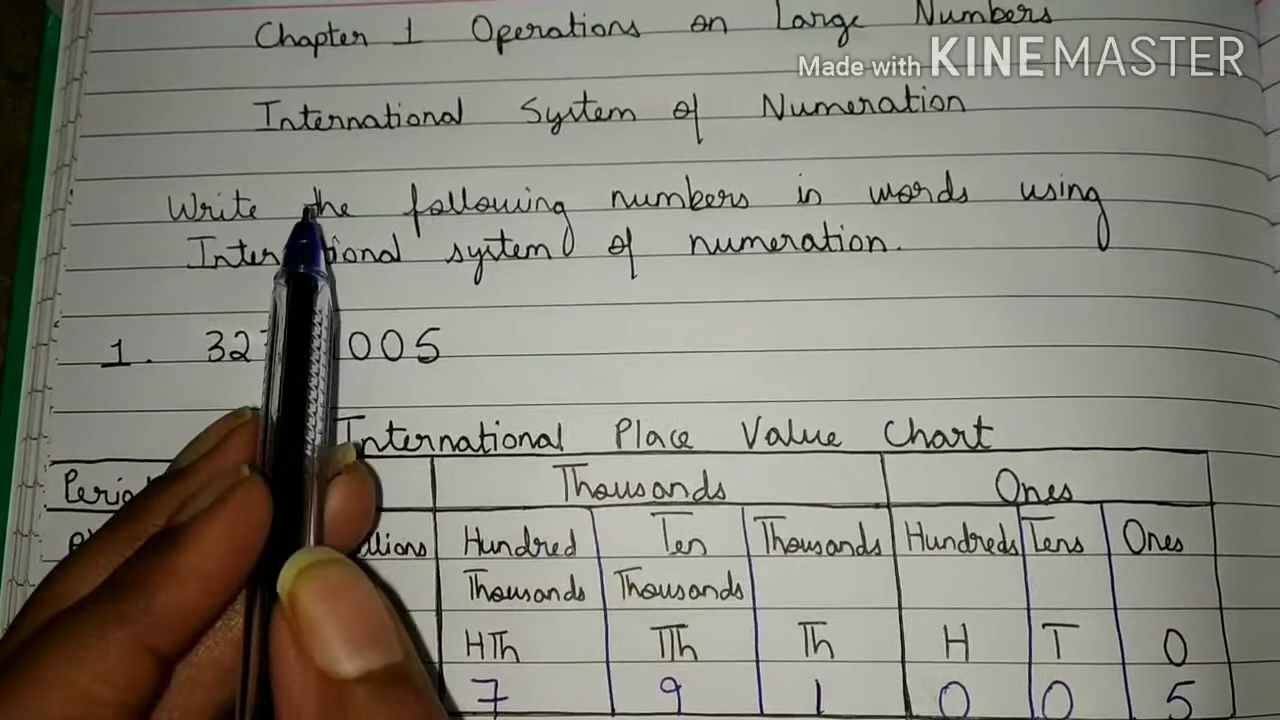 Chapter 1 Operations on Large Numbers
Made with KINEMASTER
International System of Numeration
Write the following numbers in words using
International system of numeration.
1. 32 005
International Place Value Chart
Thousands Ones
Hundred Ten Thousands Hundreds Tens Ones
Thousands Thousands
HTh TTh Th H T O
7 9 1 0 0 5